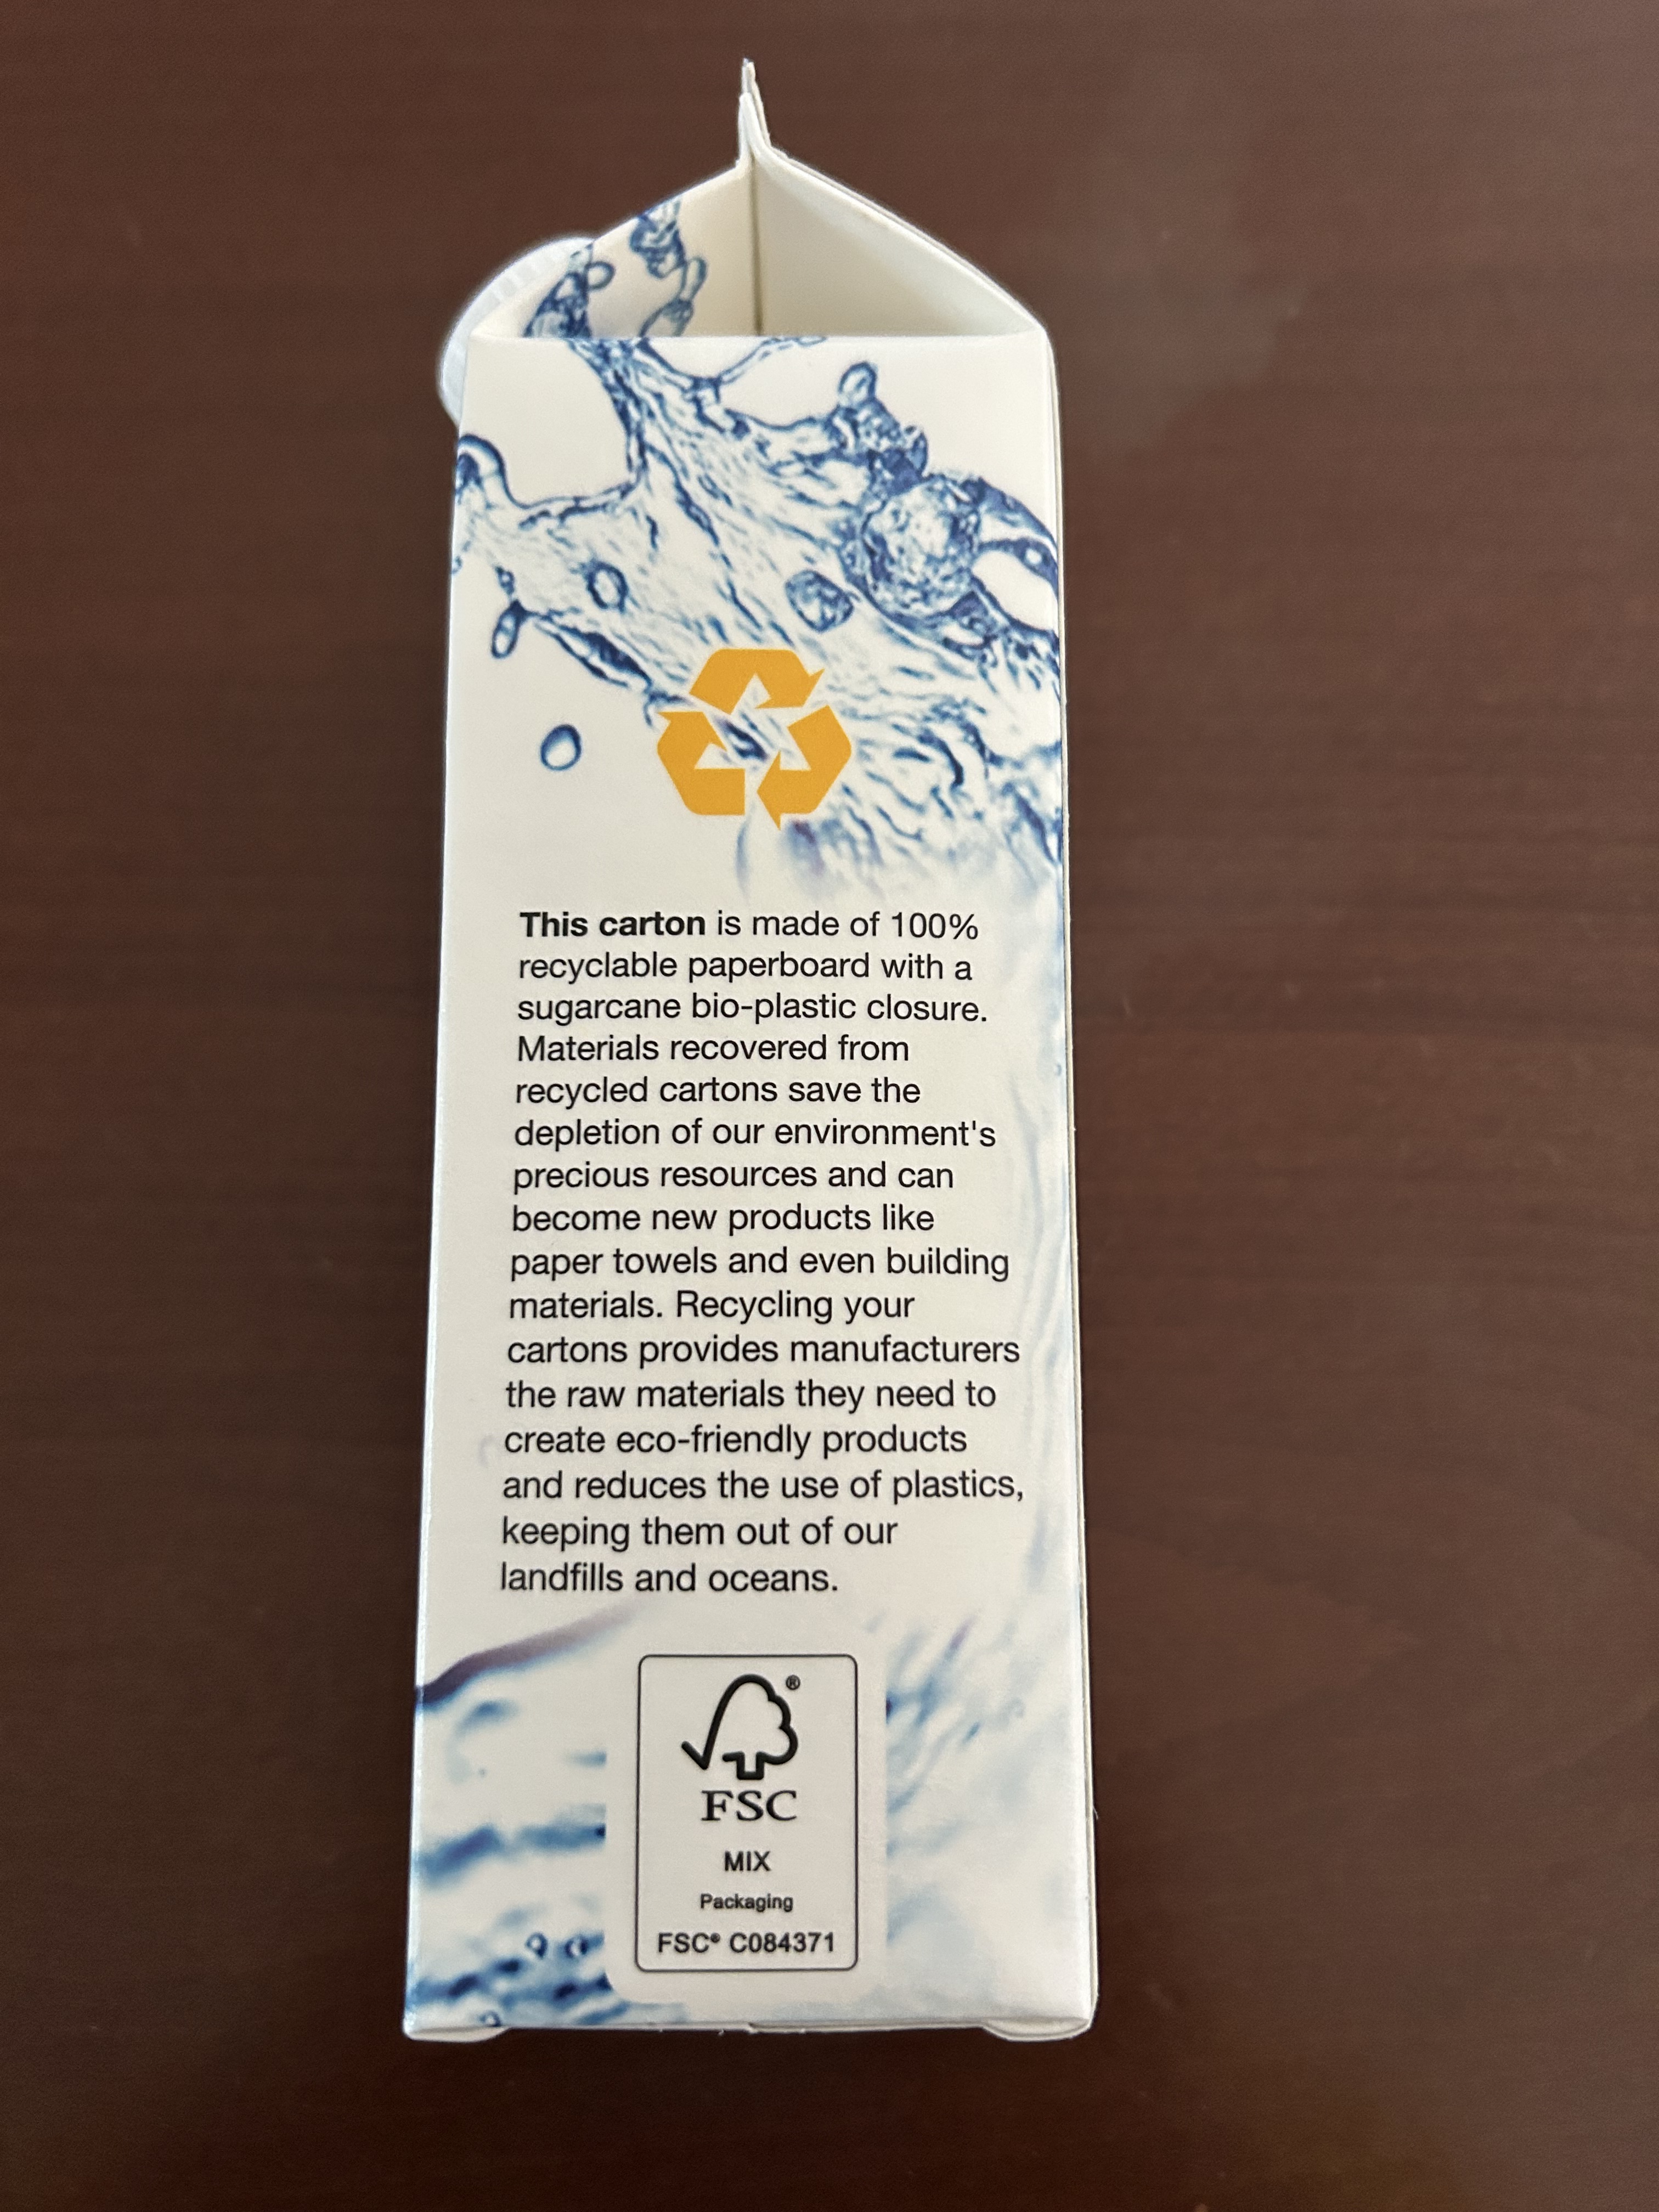 This carton is made of 100%
recyclable paperboard with a
sugarcane bio-plastic closure.
Materials recovered from
recycled cartons save the
depletion of our environment's
precious resources and can
become new products like
paper towels and even building
materials. Recycling your
cartons provides manufacturers
the raw materials they need to
create eco-friendly products
and reduces the use of plastics,
keeping them out of our
landfills and oceans.
®
FSC
MIX
Packaging
FSC® C084371